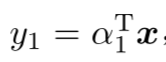 y₁ = α₁ᵀx,